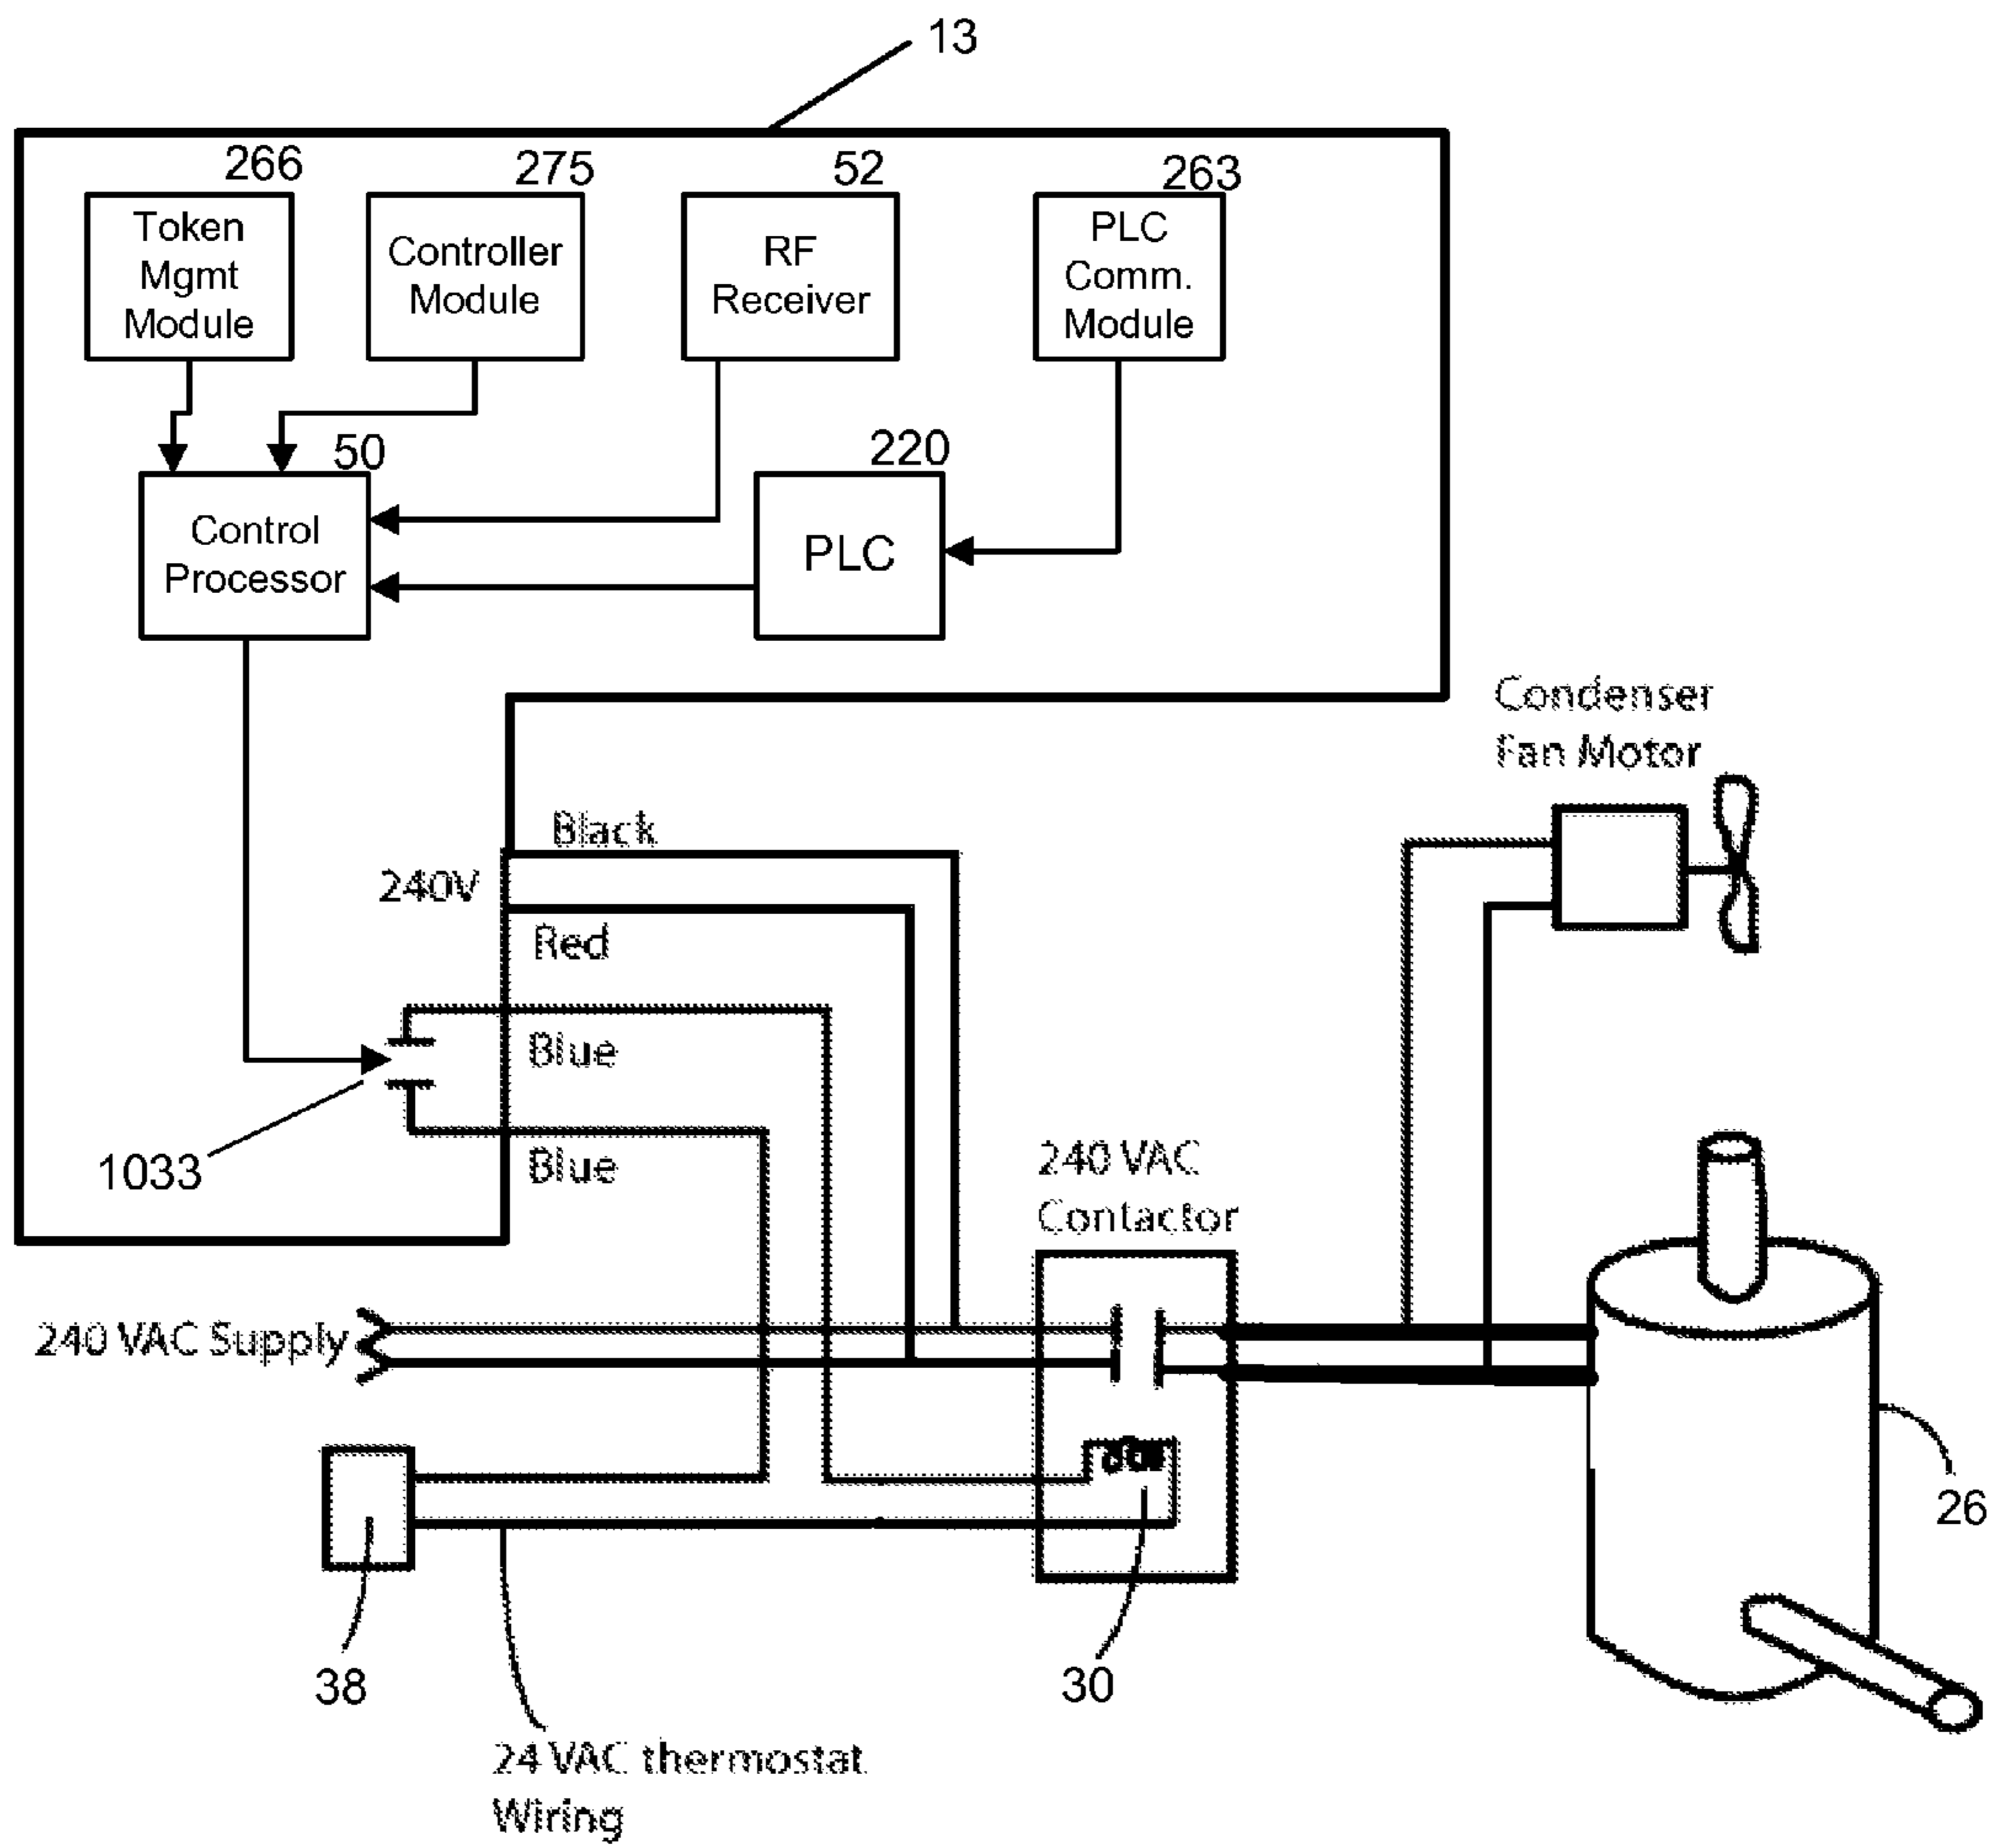 13
266
275
52
263
Token
Mgmt
Module
Controller
Module
RF
Receiver
PLC
Comm.
Module
50
220
Control
Processor
PLC
Condenser
Fan Motor
Black
240V
Red
Blue
1033
Blue
240 VAC
Contactor
240 VAC Supply
26
38
30
24 VAC thermostat
Wiring